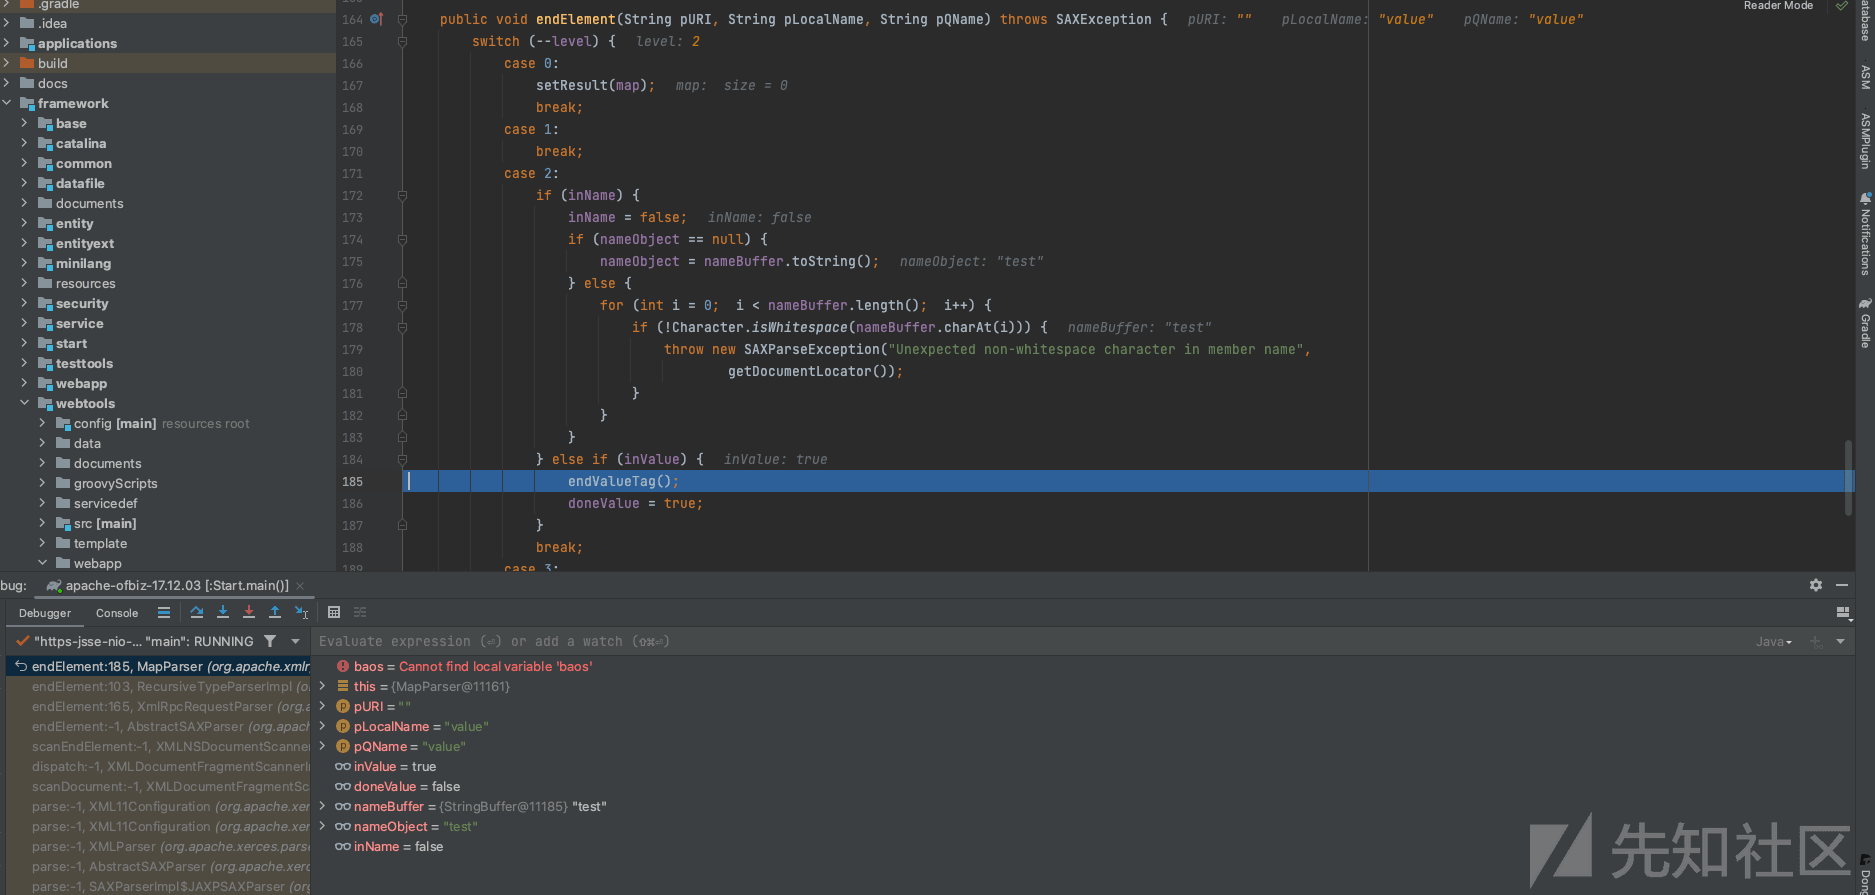 .gradle
.idea
applications
build
docs
framework
base
catalina
common
datafile
documents
entity
entityext
minilang
resources
security
service
start
testtools
webapp
webtools
config [main] resources root
data
documents
groovyScripts
servicedef
src [main]
template
webapp
164 public void endElement(String pURI, String pLocalName, String pQName) throws SAXException { pURI: "" pLocalName: "value" pQName: "value"
165 switch (--level) { level: 2
166 case 0:
167 setResult(map); map: size = 0
168 break;
169 case 1:
170 break;
171 case 2:
172 if (inName) {
173 inName = false; inName: false
174 if (nameObject == null) {
175 nameObject = nameBuffer.toString(); nameObject: "test"
176 } else {
177 for (int i = 0; i < nameBuffer.length(); i++) {
178 if (!Character.isWhitespace(nameBuffer.charAt(i))) { nameBuffer: "test"
179 throw new SAXParseException("Unexpected non-whitespace character in member name",
180 getDocumentLocator());
181 }
182 }
183 }
184 } else if (inValue) { inValue: true
185 endValueTag();
186 doneValue = true;
187 }
188 break;
189 case 3:
Reader Mode
atabase
ASM
ASMPlugin
Notifications
Gradle
bug: apache-ofbiz-17.12.03 [:Start.main()]
Debugger Console
"https-jsse-nio-... "main": RUNNING
Evaluate expression (⏎) or add a watch (⇧⌘⏎)
Java
endElement:185, MapParser (org.apache.xmlr
endElement:103, RecursiveTypeParserImpl (o
endElement:165, XmlRpcRequestParser (org.a
endElement:-1, AbstractSAXParser (org.apach
scanEndElement:-1, XMLNSDocumentScanner
dispatch:-1, XMLDocumentFragmentScannerI
scanDocument:-1, XMLDocumentFragmentSc
parse:-1, XML11Configuration (org.apache.xer
parse:-1, XML11Configuration (org.apache.xer
parse:-1, XMLParser (org.apache.xerces.parse
parse:-1, AbstractSAXParser (org.apache.xerc
parse:-1, SAXParserImpl$JAXPSAXParser (org
baos = Cannot find local variable 'baos'
this = {MapParser@11161}
pURI = ""
pLocalName = "value"
pQName = "value"
inValue = true
doneValue = false
nameBuffer = {StringBuffer@11185} "test"
nameObject = "test"
inName = false
先知社区